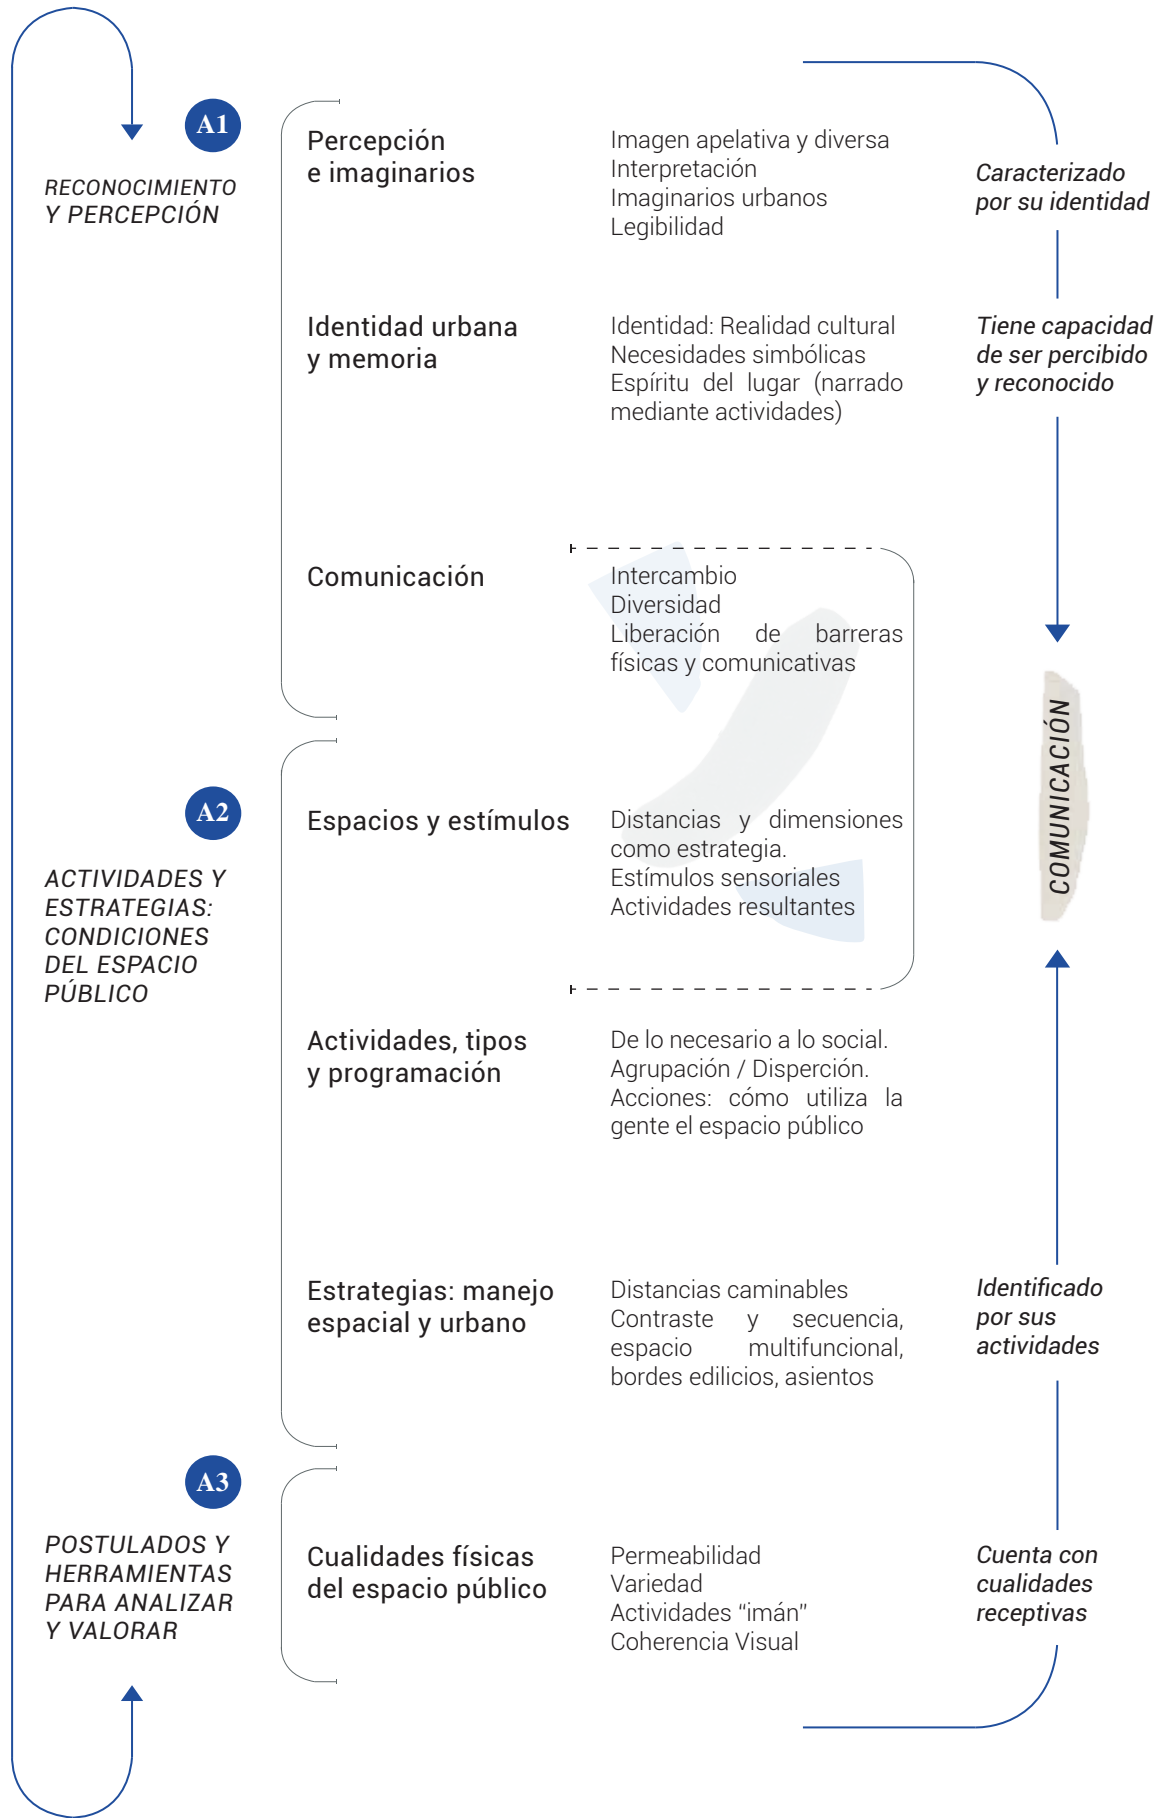 A1
RECONOCIMIENTO
Y PERCEPCIÓN
Percepción
e imaginarios
Imagen apelativa y diversa
Interpretación
Imaginarios urbanos
Legibilidad
Caracterizado
por su identidad
Identidad urbana
y memoria
Identidad: Realidad cultural
Necesidades simbólicas
Espíritu del lugar (narrado
mediante actividades)
Tiene capacidad
de ser percibido
y reconocido
Comunicación
Intercambio
Diversidad
Liberación de barreras
físicas y comunicativas
COMUNICACIÓN
A2
ACTIVIDADES Y
ESTRATEGIAS:
CONDICIONES
DEL ESPACIO
PÚBLICO
Espacios y estímulos
Distancias y dimensiones
como estrategia.
Estímulos sensoriales
Actividades resultantes
Actividades, tipos
y programación
De lo necesario a lo social.
Agrupación / Disperción.
Acciones: cómo utiliza la
gente el espacio público
Estrategias: manejo
espacial y urbano
Distancias caminables
Contraste y secuencia,
espacio multifuncional,
bordes edilicios, asientos
Identificado
por sus
actividades
A3
POSTULADOS Y
HERRAMIENTAS
PARA ANALIZAR
Y VALORAR
Cualidades físicas
del espacio público
Permeabilidad
Variedad
Actividades “imán”
Coherencia Visual
Cuenta con
cualidades
receptivas